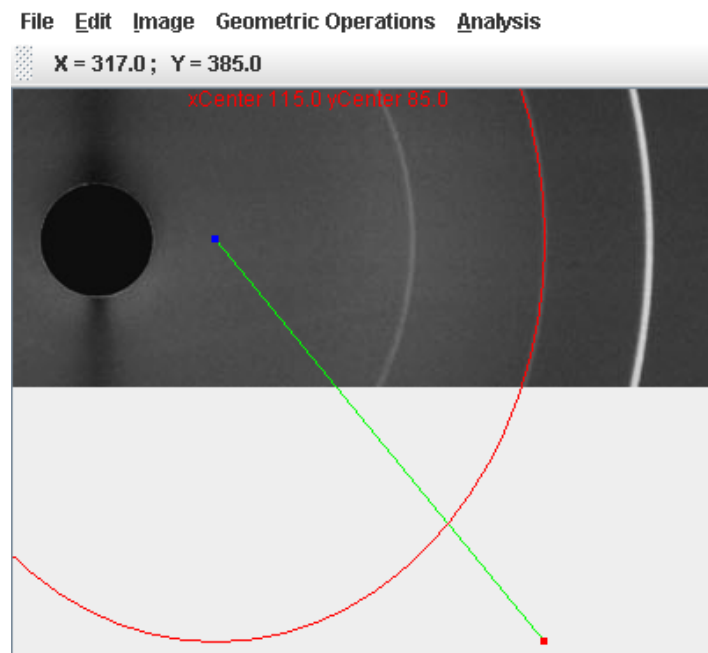 File Edit Image Geometric Operations Analysis
X = 317.0 ; Y = 385.0
xCenter 115.0 yCenter 85.0